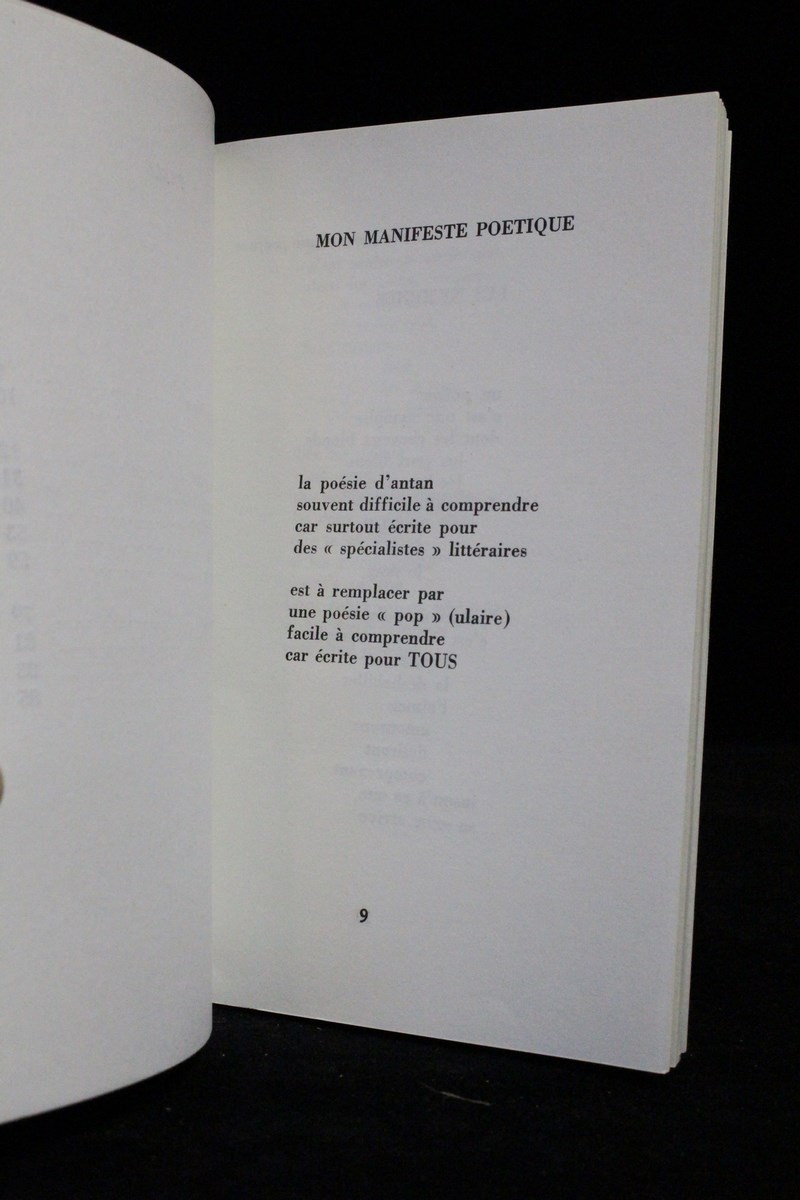 MON MANIFESTE POETIQUE
la poésie d'antan
souvent difficile à comprendre
car surtout écrite pour
des « spécialistes » littéraires
est à remplacer par
une poésie « pop » (ulaire)
facile à comprendre
car écrite pour TOUS
9